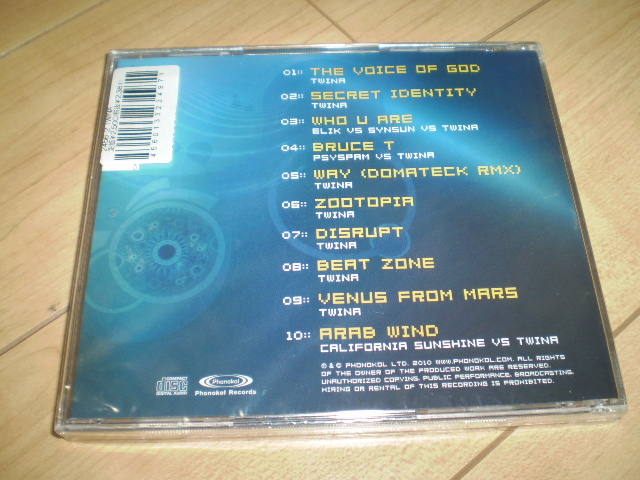 01:: THE VOICE OF GOD
TWINA
02:: SECRET IDENTITY
TWINA
03:: WHO U ARE
ELIK VS SYNSUN VS TWINA
04:: BRUCE T
PSYSPAM VS TWINA
05:: WAY (DOMATECK RMX)
TWINA
06:: ZOOTOPIA
TWINA
07:: DISRUPT
TWINA
08:: BEAT ZONE
TWINA
09:: VENUS FROM MARS
TWINA
10:: ARAB WIND
CALIFORNIA SUNSHINE VS TWINA
℗ & © PHONOKOL LTD. 2010 WWW.PHONOKOL.COM. ALL RIGHTS
OF THE OWNER OF THE PRODUCED WORK ARE RESERVED.
UNAUTHORIZED COPYING, PUBLIC PERFORMANCE, BROADCASTING,
HIRING OR RENTAL OF THIS RECORDING IS PROHIBITED.
COMPACT
disc
DIGITAL AUDIO
Phonokol
Phonokol Records